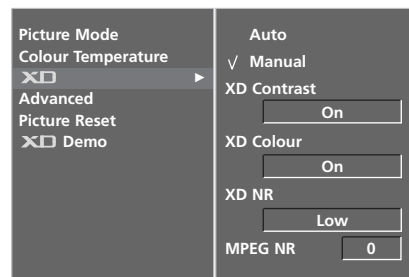 Picture Mode
Colour Temperature
XD ►
Advanced
Picture Reset
XD Demo
Auto
√ Manual
XD Contrast
On
XD Colour
On
XD NR
Low
MPEG NR 0